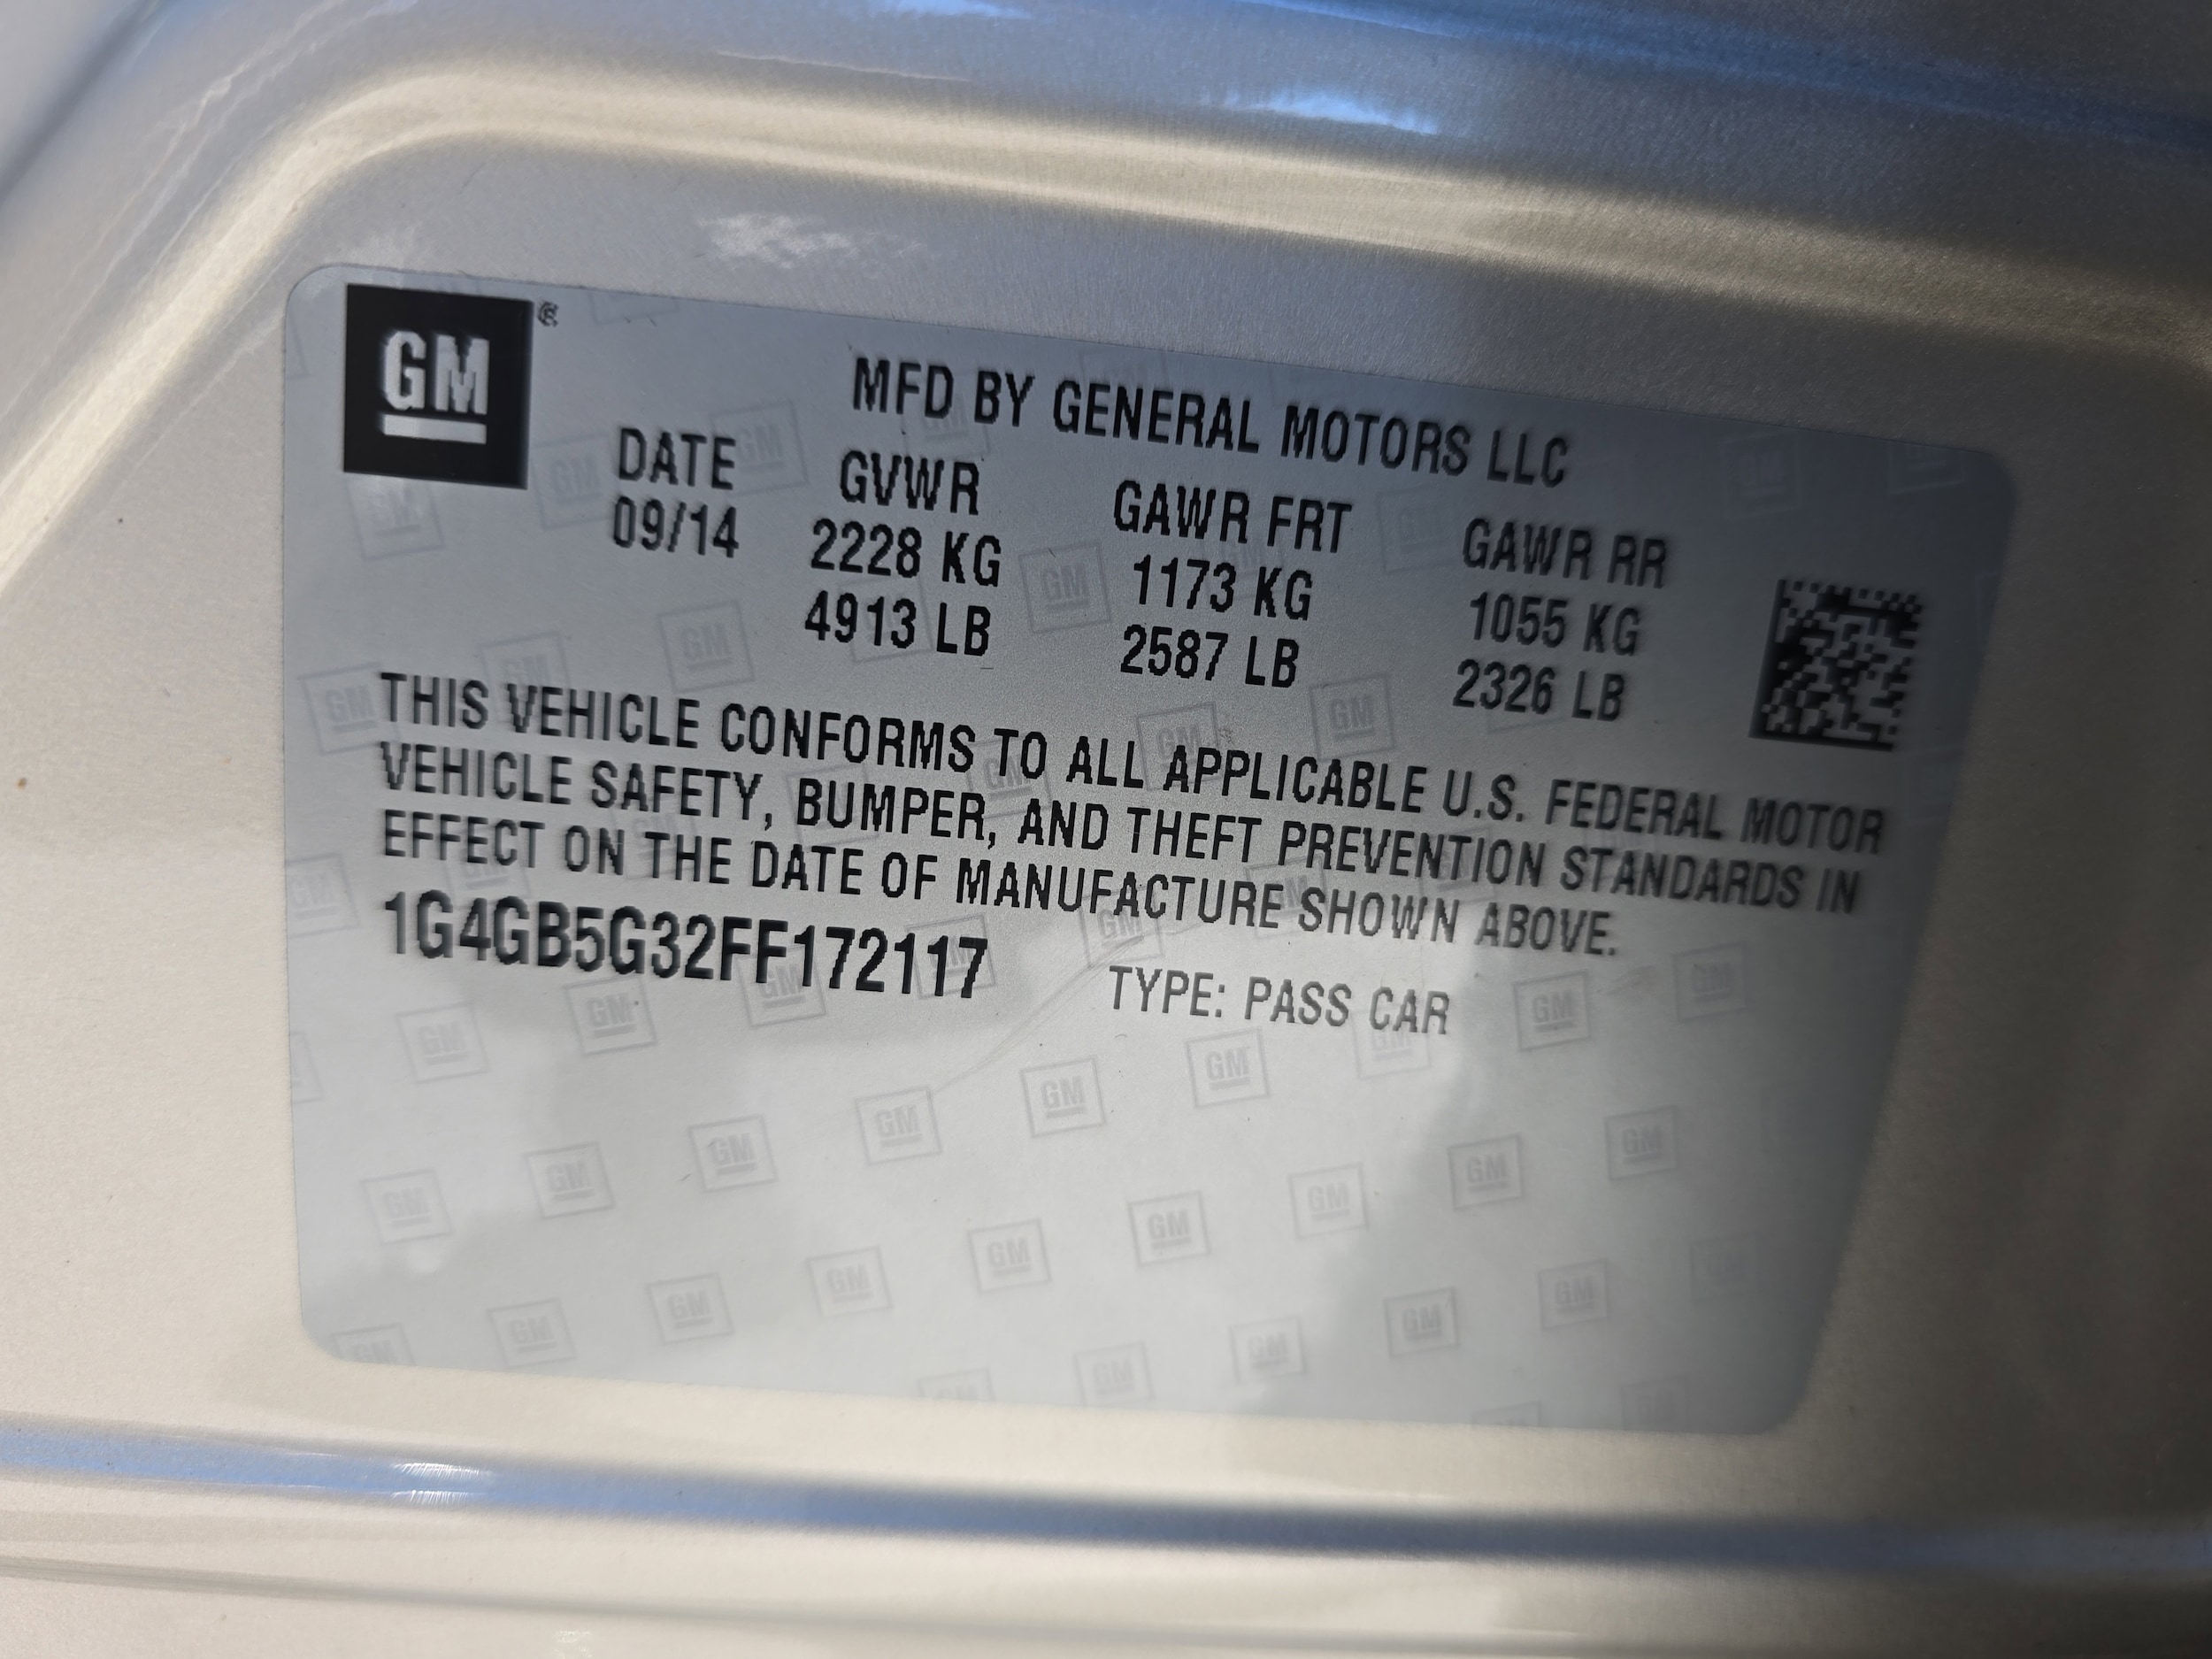 GM ®
MFD BY GENERAL MOTORS LLC
DATE GVWR GAWR FRT GAWR RR
09/14 2228 KG 1173 KG 1055 KG
4913 LB 2587 LB 2326 LB
THIS VEHICLE CONFORMS TO ALL APPLICABLE U.S. FEDERAL MOTOR
VEHICLE SAFETY, BUMPER, AND THEFT PREVENTION STANDARDS IN
EFFECT ON THE DATE OF MANUFACTURE SHOWN ABOVE.
1G4GB5G32FF172117 TYPE: PASS CAR